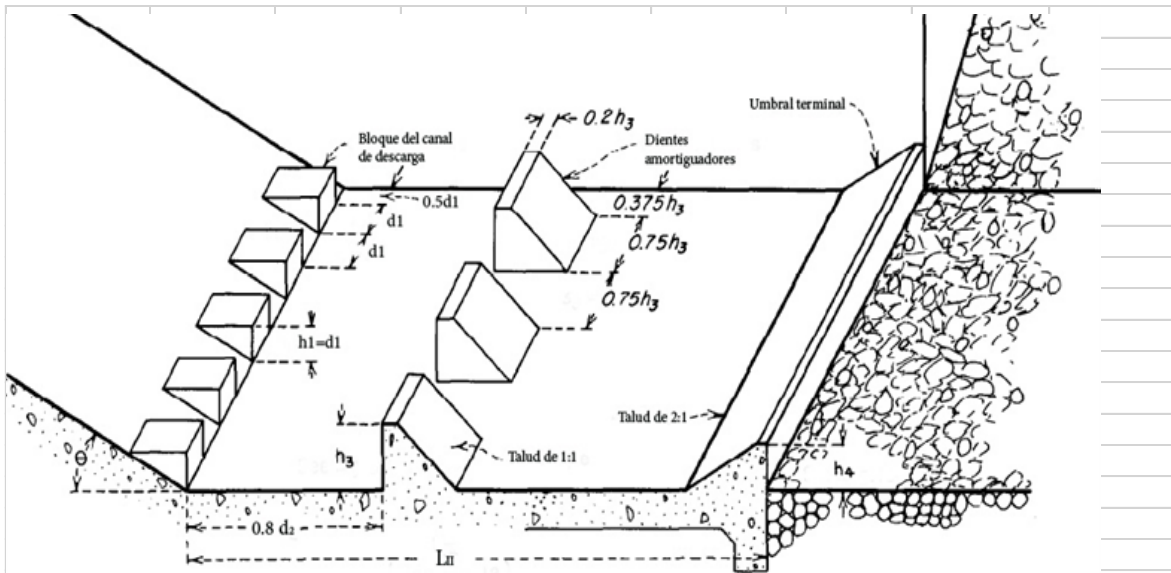 Umbral terminal
0.2h₃
Bloque del canal
de descarga
Dientes
amortiguadores
0.5d1
d1
d1
0.375h₃
0.75h₃
0.75h₃
h1=d1
Talud de 2:1
Talud de 1:1
h₃
h₄
θ
0.8 d₂
LII